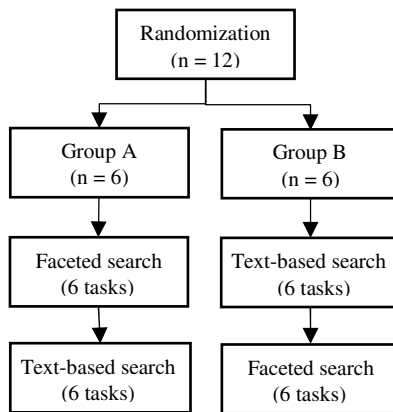 Randomization
(n = 12)
Group A
(n = 6)
Group B
(n = 6)
Faceted search
(6 tasks)
Text-based search
(6 tasks)
Text-based search
(6 tasks)
Faceted search
(6 tasks)